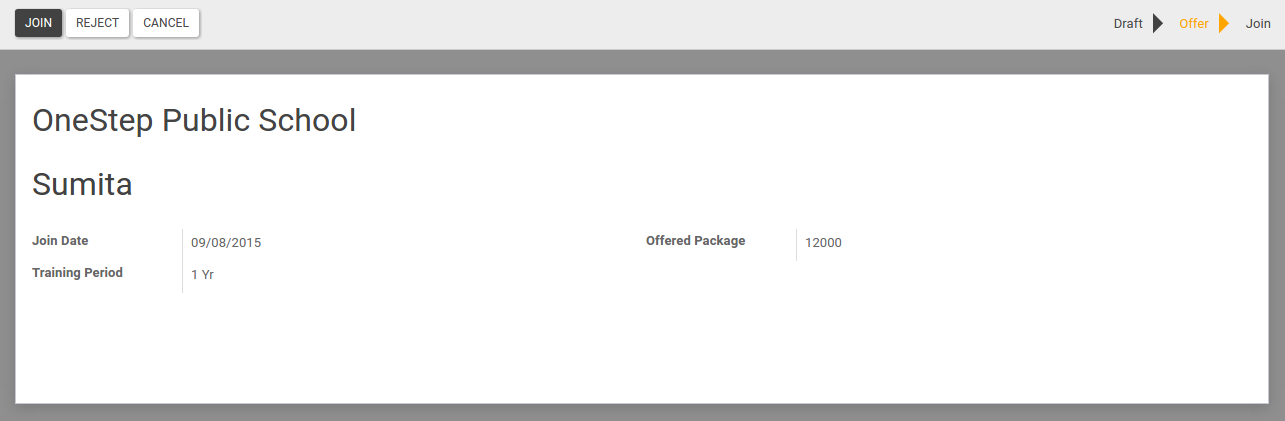 JOIN REJECT CANCEL Draft Offer Join
OneStep Public School
Sumita
Join Date 09/08/2015 Offered Package 12000
Training Period 1 Yr